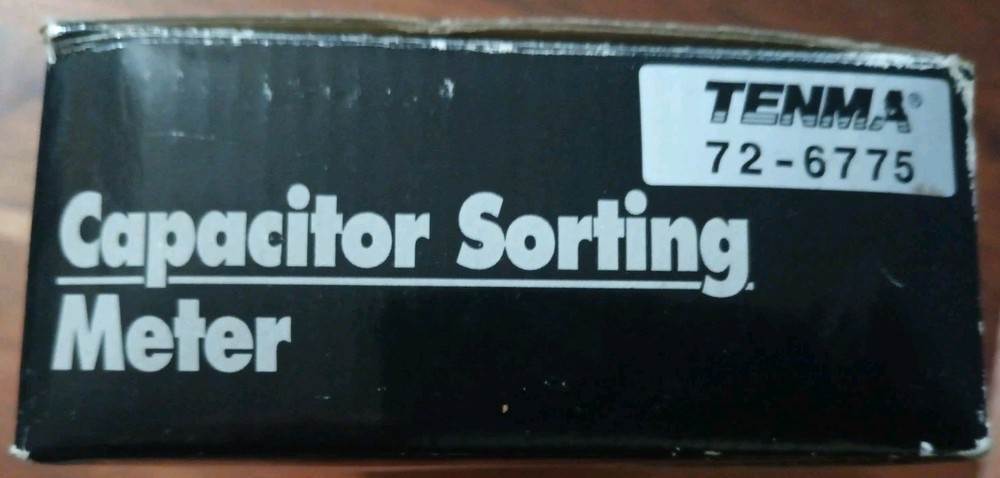 TENMA®
72-6775
Capacitor Sorting
Meter